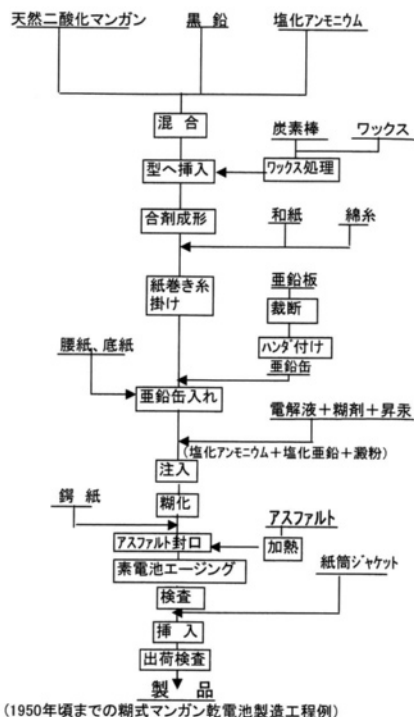 天然二酸化マンガン 黒鉛 塩化アンモニウム
混合
炭素棒 ワックス
型へ挿入 ワックス処理
合剤成形
和紙 綿糸
紙巻き糸掛け
亜鉛板
裁断
ハンダ付け
亜鉛缶
腰紙、底紙
亜鉛缶入れ
電解液+糊剤+昇汞
(塩化アンモニウム+塩化亜鉛+澱粉)
注入
糊化
鍔紙
アスファルト
アスファルト封口 加熱
素電池エージング
紙筒ジャケット
検査
挿入
出荷検査
製品
(1950年頃までの糊式マンガン乾電池製造工程例)